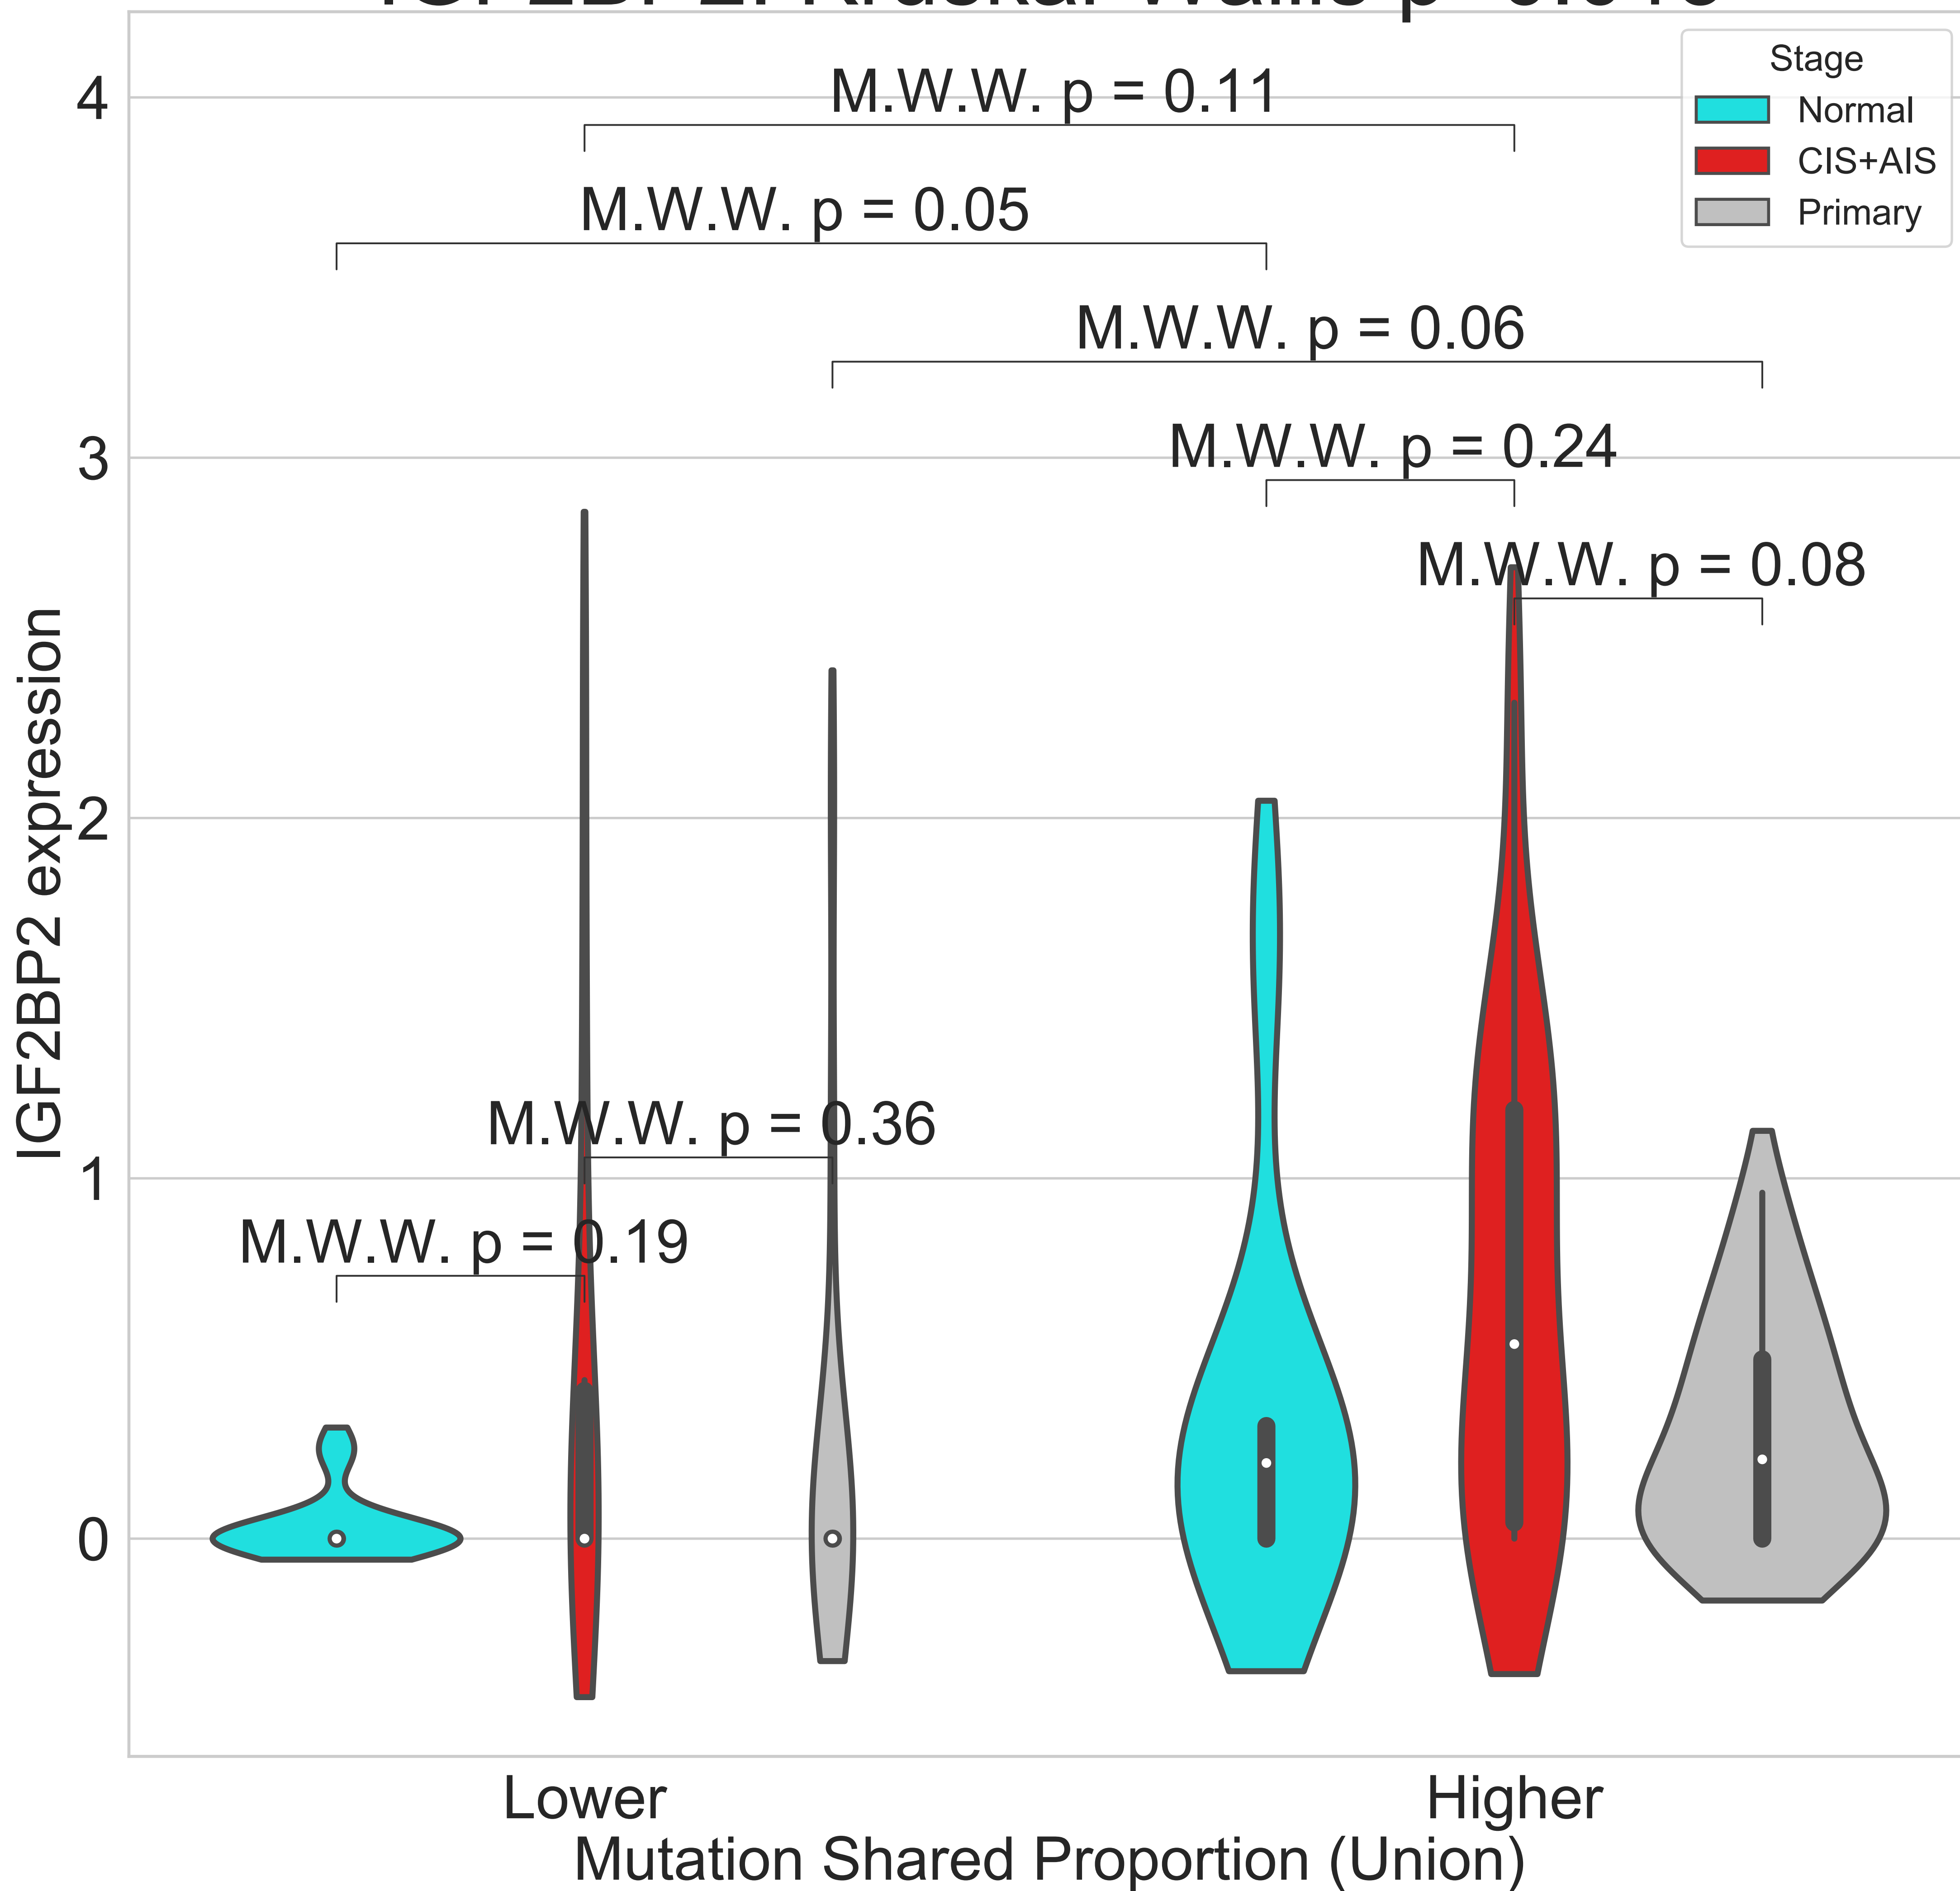 4
3
2
1
0
IGF2BP2 expression
M.W.W. p = 0.11
M.W.W. p = 0.05
M.W.W. p = 0.06
M.W.W. p = 0.24
M.W.W. p = 0.08
M.W.W. p = 0.36
M.W.W. p = 0.19
Stage
Normal
CIS+AIS
Primary
Lower
Higher
Mutation Shared Proportion (Union)